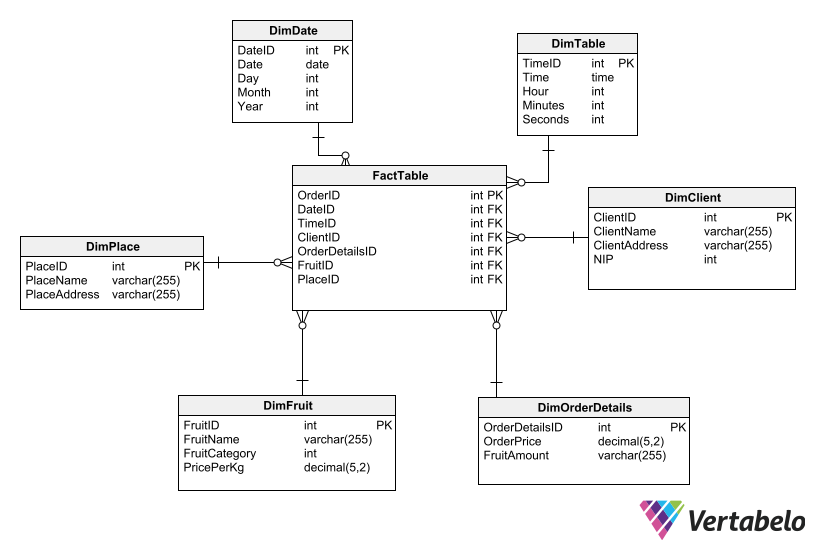 DimDate
DateID int PK
Date date
Day int
Month int
Year int
DimTable
TimeID int PK
Time time
Hour int
Minutes int
Seconds int
FactTable
OrderID int PK
DateID int FK
TimeID int FK
ClientID int FK
OrderDetailsID int FK
FruitID int FK
PlaceID int FK
DimClient
ClientID int PK
ClientName varchar(255)
ClientAddress varchar(255)
NIP int
DimPlace
PlaceID int PK
PlaceName varchar(255)
PlaceAddress varchar(255)
DimFruit
FruitID int PK
FruitName varchar(255)
FruitCategory int
PricePerKg decimal(5,2)
DimOrderDetails
OrderDetailsID int PK
OrderPrice decimal(5,2)
FruitAmount varchar(255)
Vertabelo